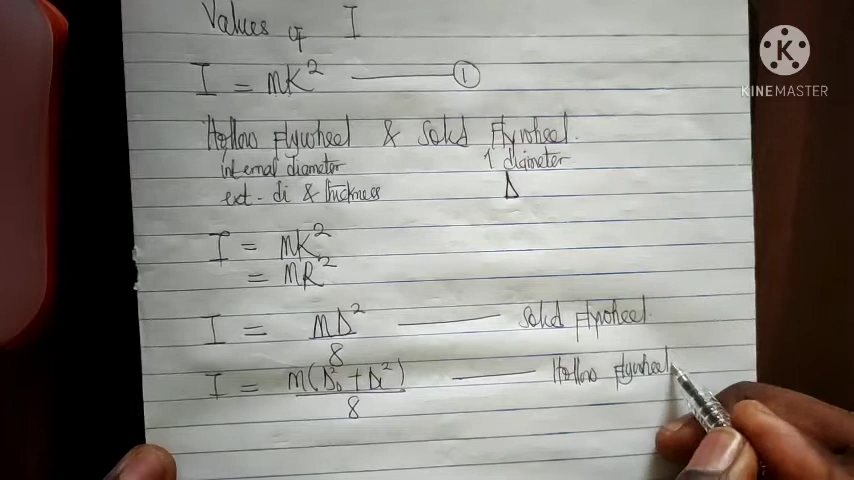 Values of I
I = mK² ——— ①
Hollow Flywheel & Solid Flywheel.
internal diameter
ext. di & thickness
1 diameter
D
I = mK²
= mR²
I = mD²/8 ——— Solid Flywheel
I = m(Do² + Di²)/8 ——— Hollow Flywheel
K
KINEMASTER